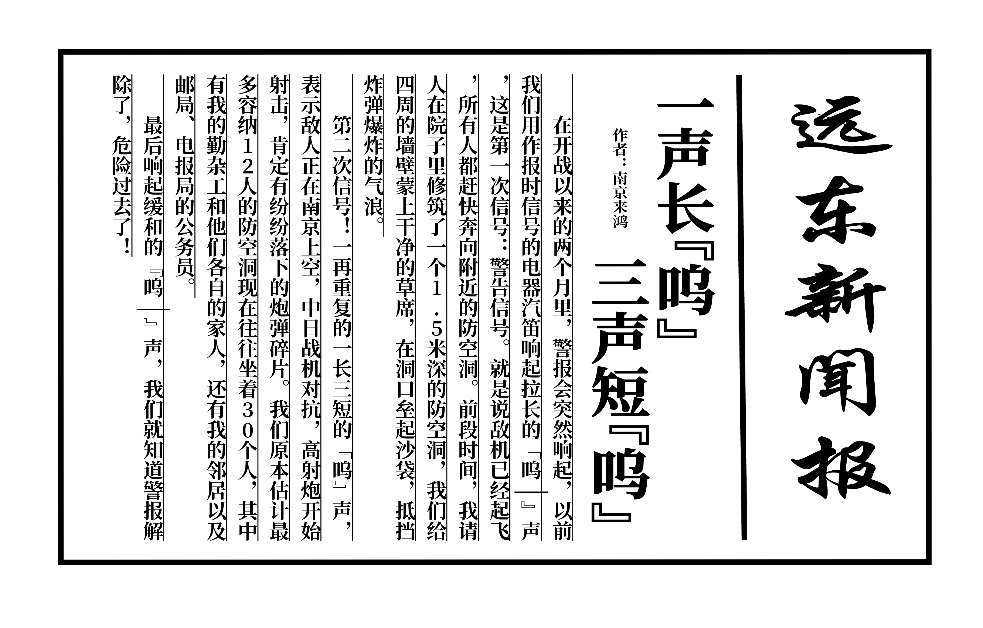 远东新闻报
一声长『呜』
三声短『呜』
作者：南京来鸿
在开战以来的两个月里，警报会突然响起，以前
我们用作报时信号的电器汽笛响起拉长的「呜——』声
，这是第一次信号：警告信号。就是说敌机已经起飞
，所有人都赶快奔向附近的防空洞。前段时间，我请
人在院子里修筑了一个1.5米深的防空洞，我们给
四周的墙壁蒙上干净的草席，在洞口垒起沙袋，抵挡
炸弹爆炸的气浪。
第二次信号！一再重复的一长三短的「呜」声，
表示敌人正在南京上空，中日战机对抗，高射炮开始
射击，肯定有纷纷落下的炮弹碎片。我们原本估计最
多容纳12人的防空洞现在往往坐着30个人，其中
有我的勤杂工和他们各自的家人，还有我的邻居以及
邮局、电报局的公务员。
最后响起缓和的『呜——」声，我们就知道警报解
除了，危险过去了！